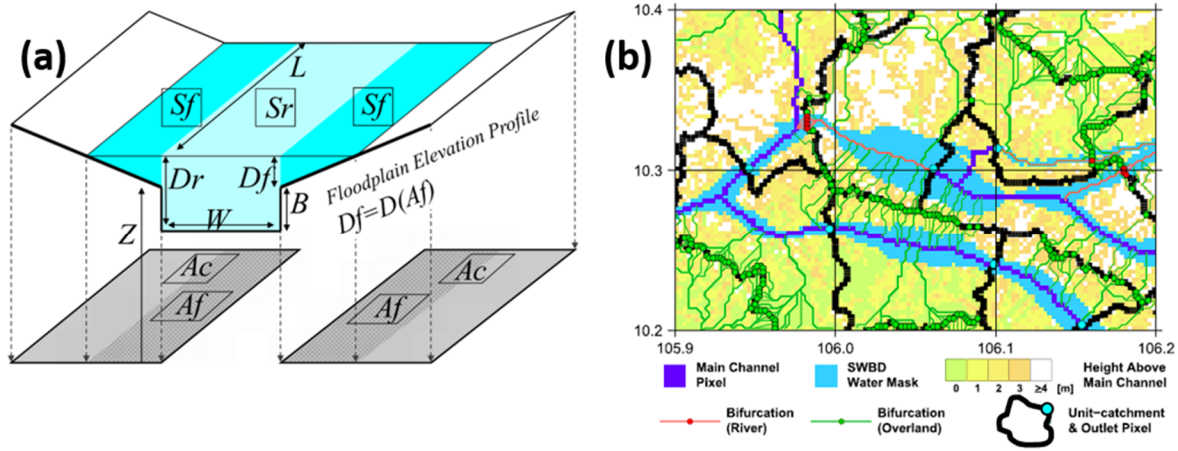 (a)
L
Sf
Sr
Sf
Dr
Df
W
B
Z
Floodplain Elevation Profile
Df=D(Af)
Ac
Af
Ac
Af
(b)
10.4
10.3
10.2
105.9 106.0 106.1 106.2
Main Channel
Pixel
SWBD
Water Mask
0 1 2 3 ≥4 [m]
Height Above
Main Channel
Bifurcation
(River)
Bifurcation
(Overland)
Unit−catchment
& Outlet Pixel